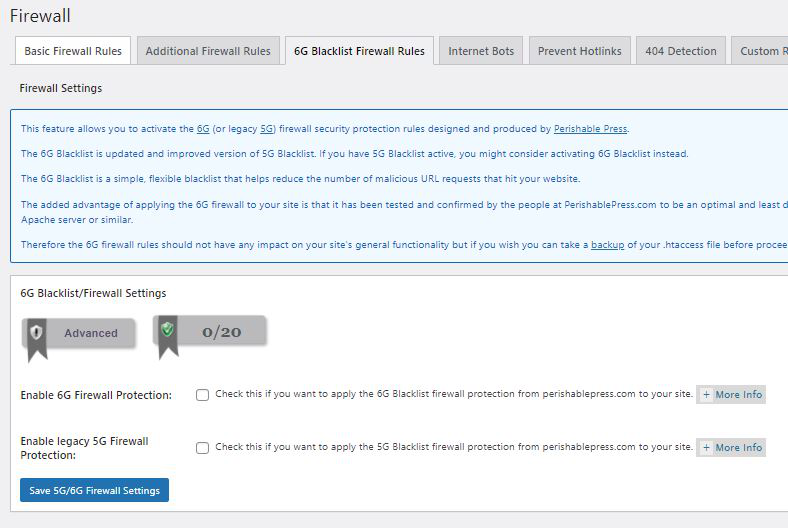 Firewall
Basic Firewall Rules
Additional Firewall Rules
6G Blacklist Firewall Rules
Internet Bots
Prevent Hotlinks
404 Detection
Custom R
Firewall Settings
This feature allows you to activate the 6G (or legacy 5G) firewall security protection rules designed and produced by Perishable Press.
The 6G Blacklist is updated and improved version of 5G Blacklist. If you have 5G Blacklist active, you might consider activating 6G Blacklist instead.
The 6G Blacklist is a simple, flexible blacklist that helps reduce the number of malicious URL requests that hit your website.
The added advantage of applying the 6G firewall to your site is that it has been tested and confirmed by the people at PerishablePress.com to be an optimal and least d
Apache server or similar.
Therefore the 6G firewall rules should not have any impact on your site's general functionality but if you wish you can take a backup of your .htaccess file before procee
6G Blacklist/Firewall Settings
Advanced
0/20
Enable 6G Firewall Protection:
Check this if you want to apply the 6G Blacklist firewall protection from perishablepress.com to your site.
+ More Info
Enable legacy 5G Firewall
Protection:
Check this if you want to apply the 5G Blacklist firewall protection from perishablepress.com to your site.
+ More Info
Save 5G/6G Firewall Settings